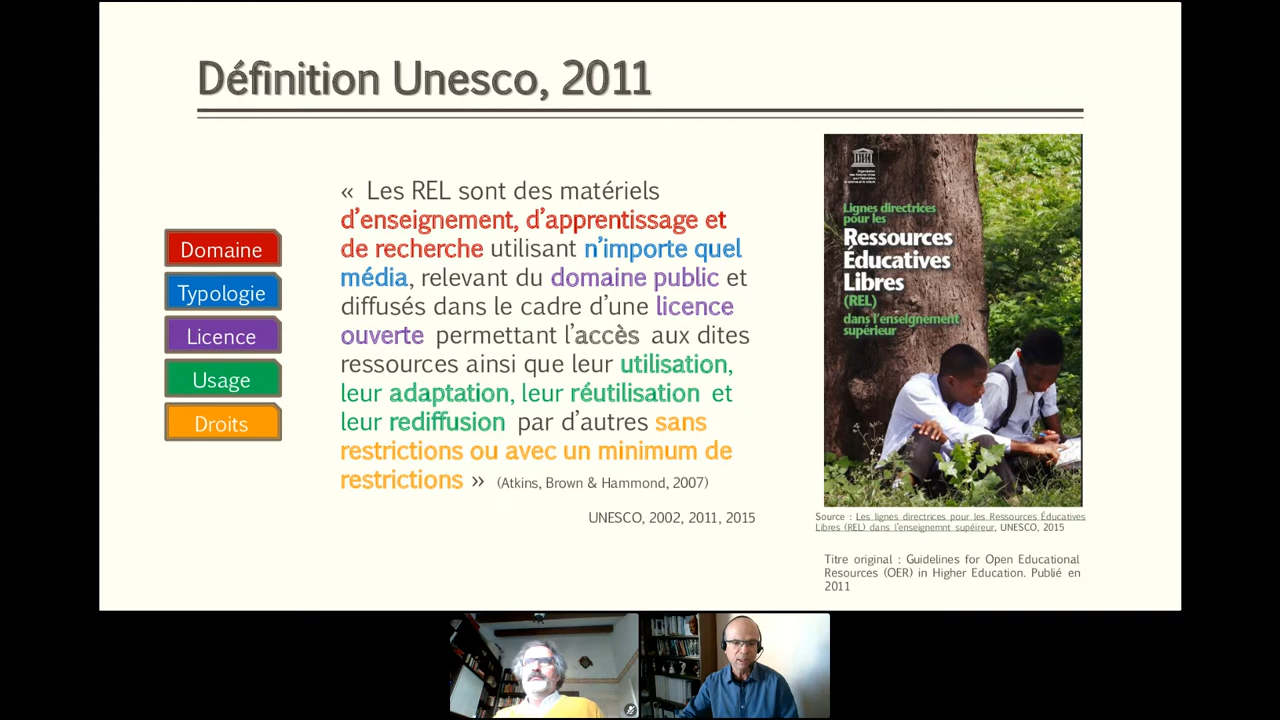 Définition Unesco, 2011
Domaine
Typologie
Licence
Usage
Droits
« Les REL sont des matériels
d'enseignement, d'apprentissage et
de recherche utilisant n'importe quel
média, relevant du domaine public et
diffusés dans le cadre d'une licence
ouverte permettant l'accès aux dites
ressources ainsi que leur utilisation,
leur adaptation, leur réutilisation et
leur rediffusion par d'autres sans
restrictions ou avec un minimum de
restrictions » (Atkins, Brown & Hammond, 2007)
UNESCO, 2002, 2011, 2015
Lignes directrices
pour les
Ressources
Éducatives
Libres
(REL)
dans l'enseignement
supérieur
Source : Les lignes directrices pour les Ressources Éducatives
Libres (REL) dans l'enseignemnt supéireur, UNESCO, 2015
Titre original : Guidelines for Open Educational
Resources (OER) in Higher Education. Publié en
2011